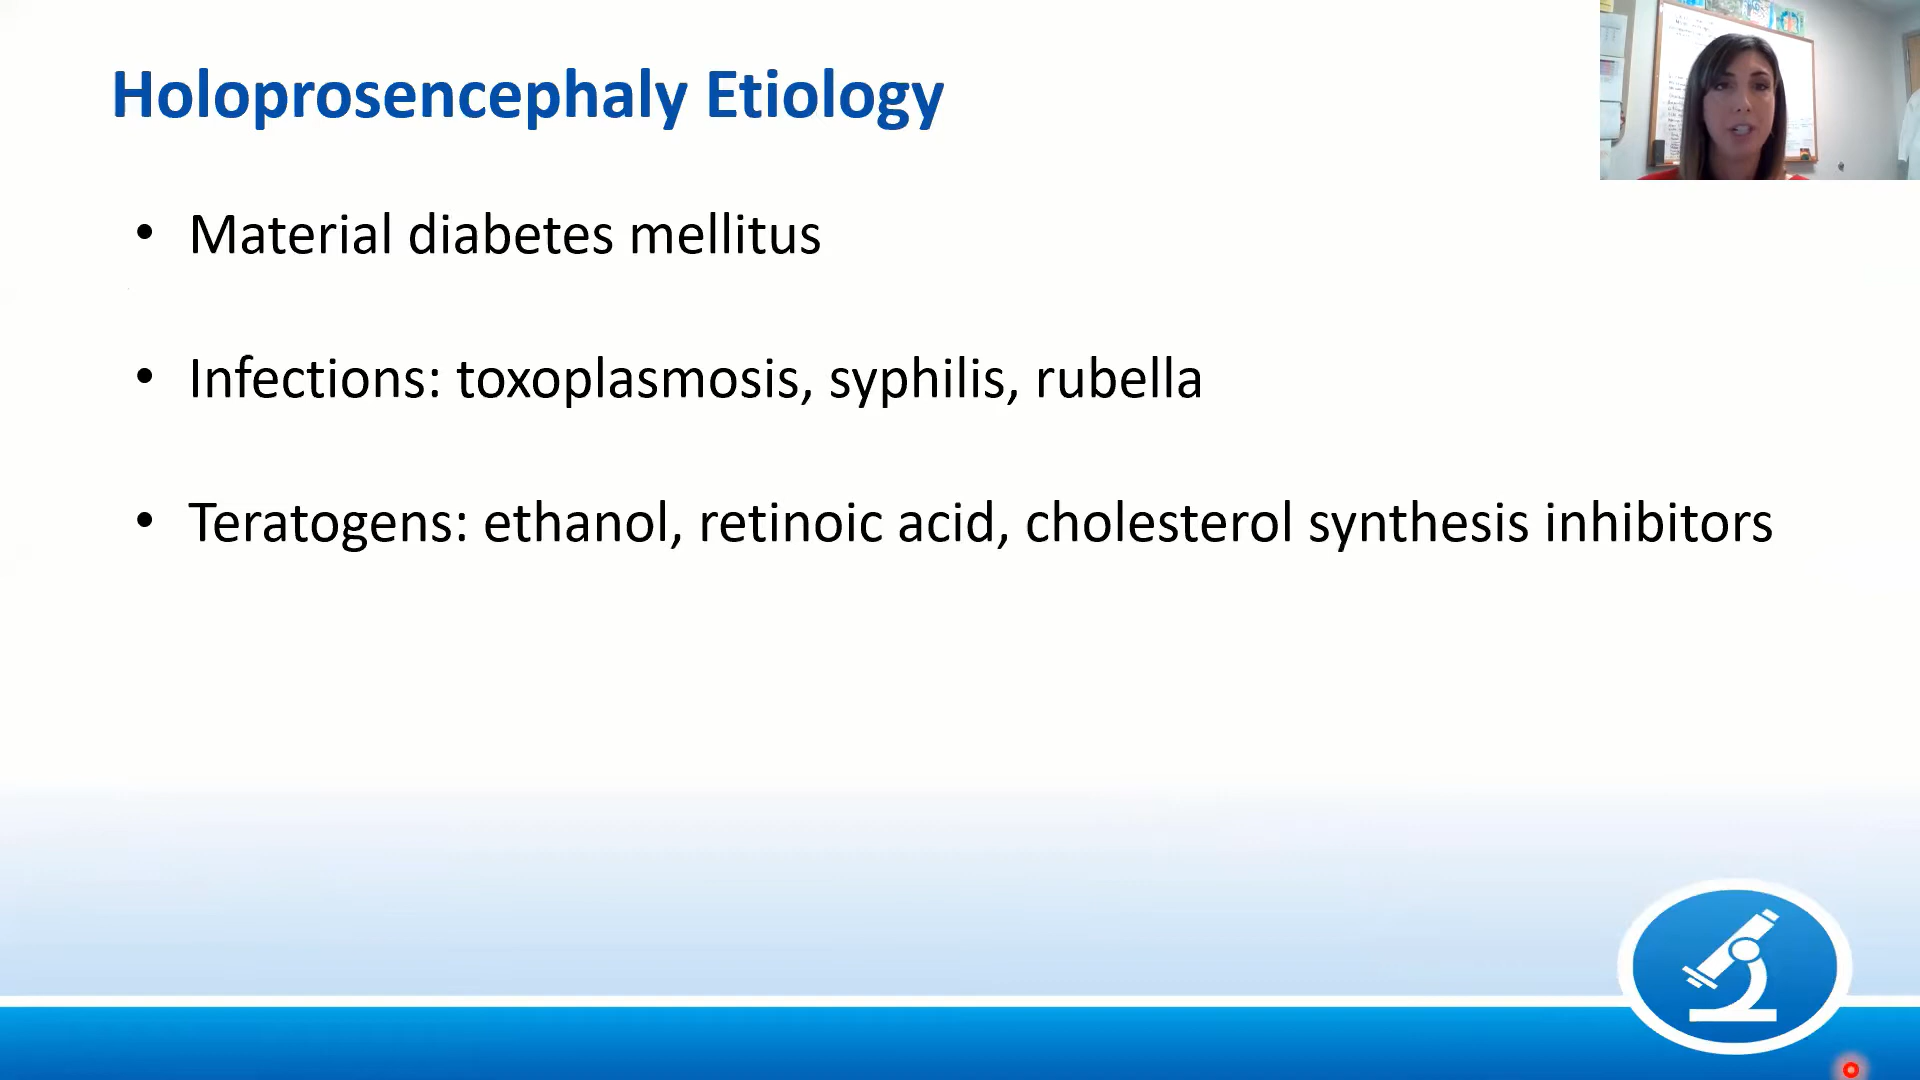 Holoprosencephaly Etiology
• Material diabetes mellitus
• Infections: toxoplasmosis, syphilis, rubella
• Teratogens: ethanol, retinoic acid, cholesterol synthesis inhibitors